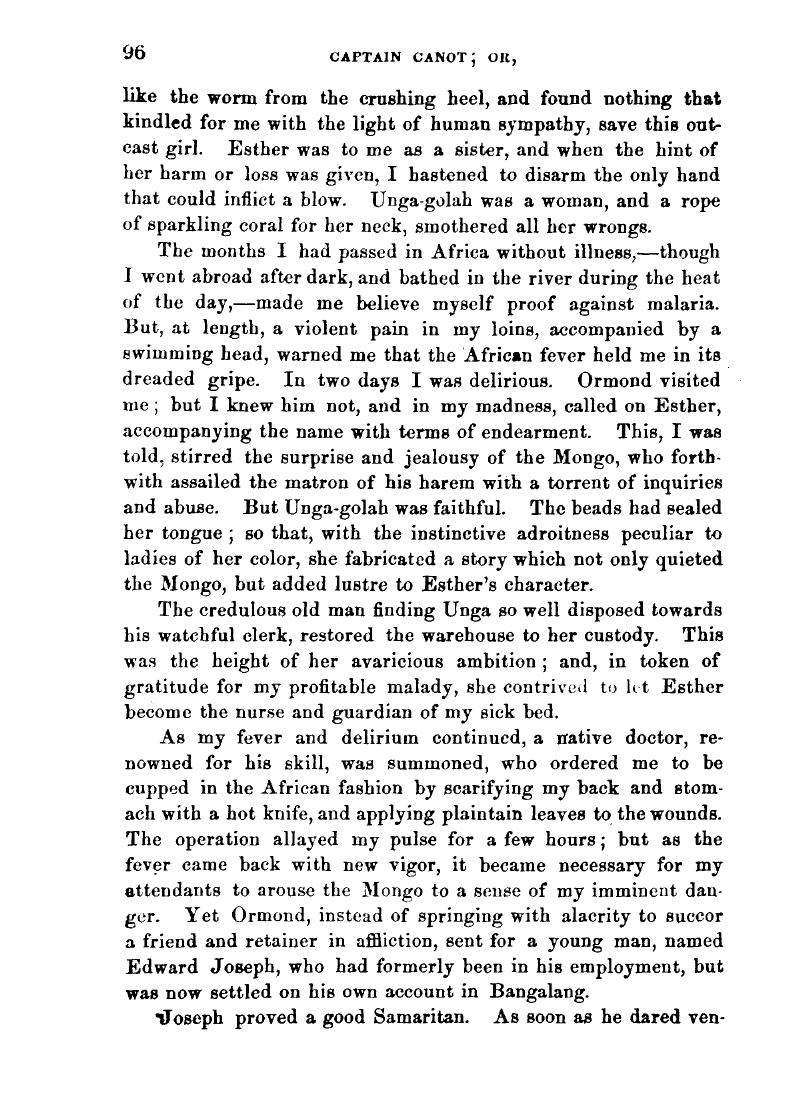 96 CAPTAIN CANOT; OR,
like the worm from the crushing heel, and found nothing that
kindled for me with the light of human sympathy, save this out-
cast girl. Esther was to me as a sister, and when the hint of
her harm or loss was given, I hastened to disarm the only hand
that could inflict a blow. Unga-golah was a woman, and a rope
of sparkling coral for her neck, smothered all her wrongs.
The months I had passed in Africa without illness,—though
I went abroad after dark, and bathed in the river during the heat
of the day,—made me believe myself proof against malaria.
But, at length, a violent pain in my loins, accompanied by a
swimming head, warned me that the African fever held me in its
dreaded gripe. In two days I was delirious. Ormond visited
me; but I knew him not, and in my madness, called on Esther,
accompanying the name with terms of endearment. This, I was
told, stirred the surprise and jealousy of the Mongo, who forth-
with assailed the matron of his harem with a torrent of inquiries
and abuse. But Unga-golah was faithful. The beads had sealed
her tongue; so that, with the instinctive adroitness peculiar to
ladies of her color, she fabricated a story which not only quieted
the Mongo, but added lustre to Esther's character.
The credulous old man finding Unga so well disposed towards
his watchful clerk, restored the warehouse to her custody. This
was the height of her avaricious ambition; and, in token of
gratitude for my profitable malady, she contrived to let Esther
become the nurse and guardian of my sick bed.
As my fever and delirium continued, a native doctor, re-
nowned for his skill, was summoned, who ordered me to be
cupped in the African fashion by scarifying my back and stom-
ach with a hot knife, and applying plaintain leaves to the wounds.
The operation allayed my pulse for a few hours; but as the
fever came back with new vigor, it became necessary for my
attendants to arouse the Mongo to a sense of my imminent dan-
ger. Yet Ormond, instead of springing with alacrity to succor
a friend and retainer in affliction, sent for a young man, named
Edward Joseph, who had formerly been in his employment, but
was now settled on his own account in Bangalang.
Joseph proved a good Samaritan. As soon as he dared ven-